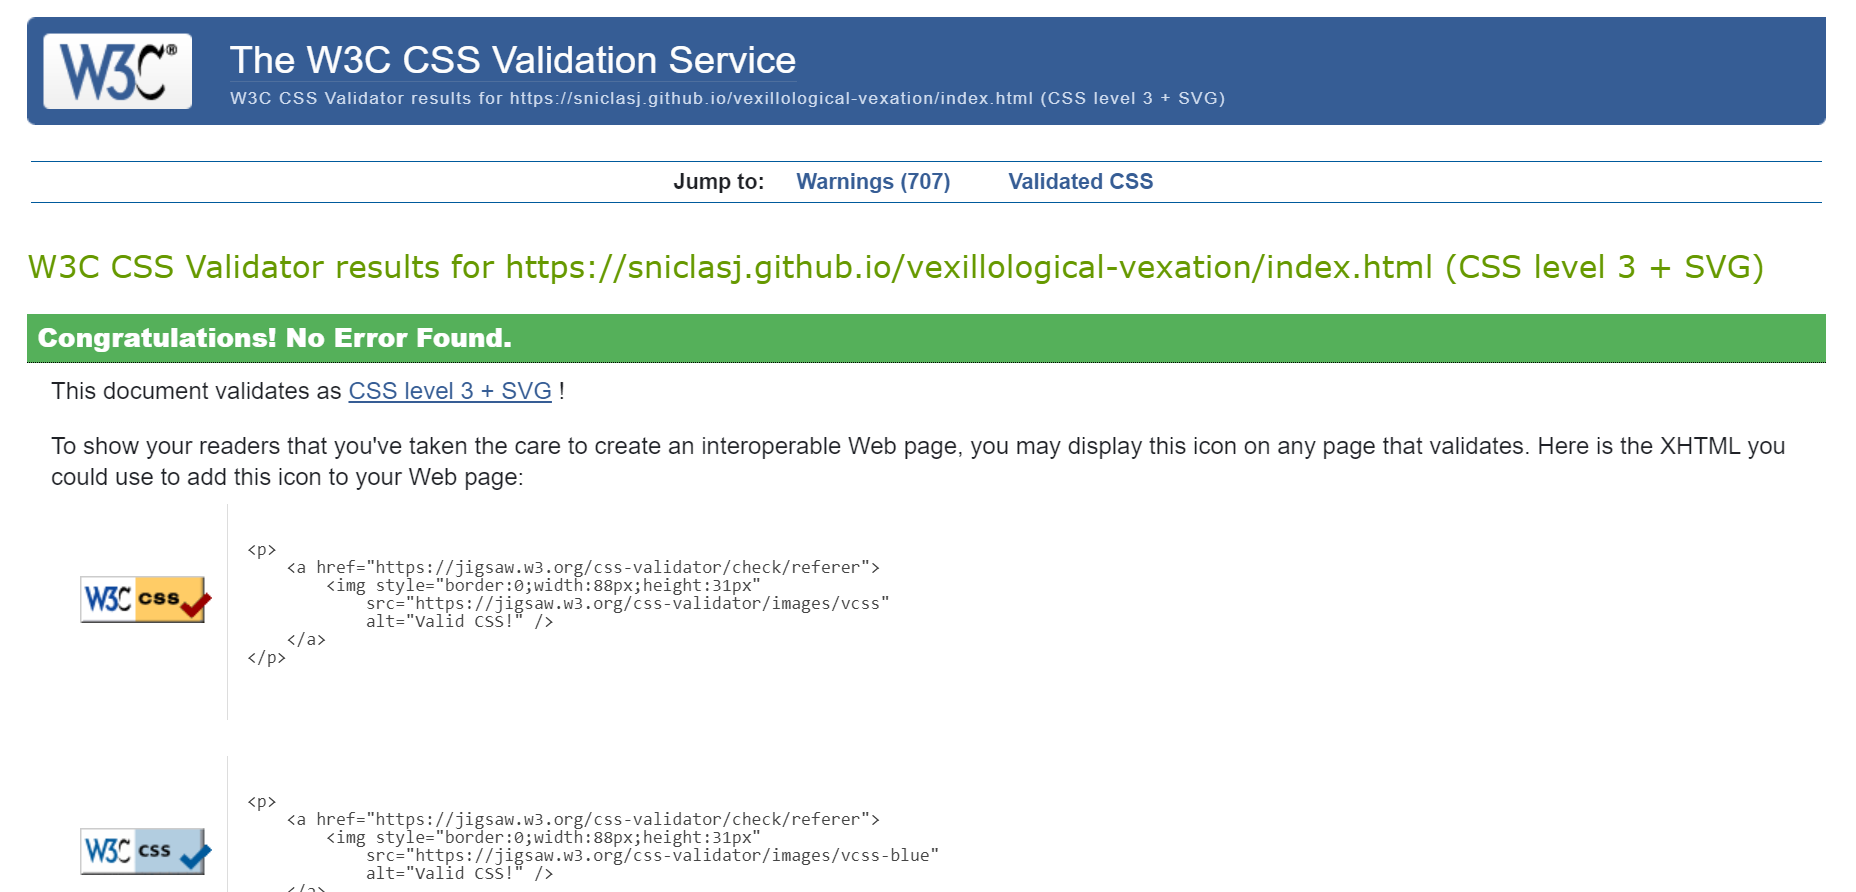 W3C®
The W3C CSS Validation Service
W3C CSS Validator results for https://sniclasj.github.io/vexillological-vexation/index.html (CSS level 3 + SVG)
Jump to: Warnings (707) Validated CSS
W3C CSS Validator results for https://sniclasj.github.io/vexillological-vexation/index.html (CSS level 3 + SVG)
Congratulations! No Error Found.
This document validates as CSS level 3 + SVG !
To show your readers that you've taken the care to create an interoperable Web page, you may display this icon on any page that validates. Here is the XHTML you
could use to add this icon to your Web page:
W3C css
<p>
    <a href="https://jigsaw.w3.org/css-validator/check/referer">
        <img style="border:0;width:88px;height:31px"
            src="https://jigsaw.w3.org/css-validator/images/vcss"
            alt="Valid CSS!" />
    </a>
</p>
W3C css
<p>
    <a href="https://jigsaw.w3.org/css-validator/check/referer">
        <img style="border:0;width:88px;height:31px"
            src="https://jigsaw.w3.org/css-validator/images/vcss-blue"
            alt="Valid CSS!" />
    </a>